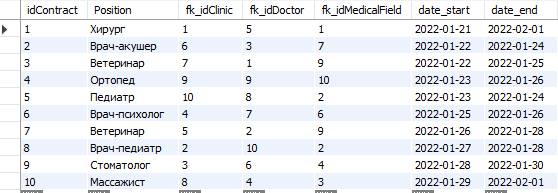 idContract Position fk_idClinic fk_idDoctor fk_idMedicalField date_start date_end
1 Хирург 1 5 1 2022-01-21 2022-02-01
2 Врач-акушер 6 3 7 2022-01-22 2022-01-24
3 Ветеринар 7 1 9 2022-01-22 2022-01-23
4 Ортопед 9 9 10 2022-01-23 2022-01-26
5 Педиатр 10 8 2 2022-01-23 2022-01-24
6 Врач-психолог 4 7 6 2022-01-25 2022-01-26
7 Ветеринар 5 2 9 2022-01-26 2022-01-28
8 Врач-педиатр 2 10 2 2022-01-27 2022-01-28
9 Стоматолог 3 6 4 2022-01-28 2022-01-30
10 Массажист 8 4 3 2022-01-29 2022-02-01